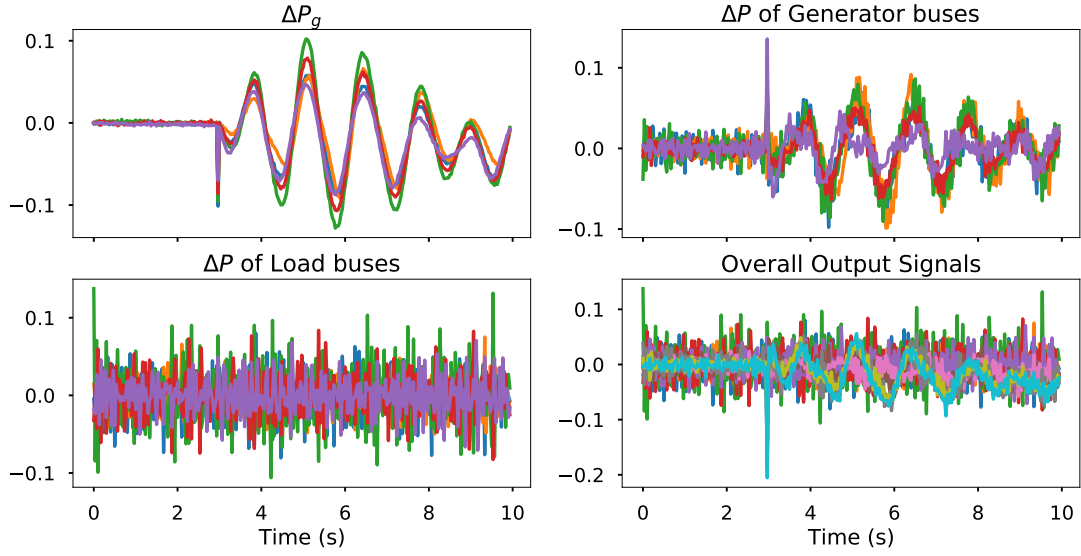 ΔP_g
ΔP of Generator buses
0.1
0.0
−0.1
0.1
0.0
−0.1
ΔP of Load buses
Overall Output Signals
0.1
0.0
−0.1
0.1
0.0
−0.1
−0.2
0 2 4 6 8 10
0 2 4 6 8 10
Time (s)
Time (s)